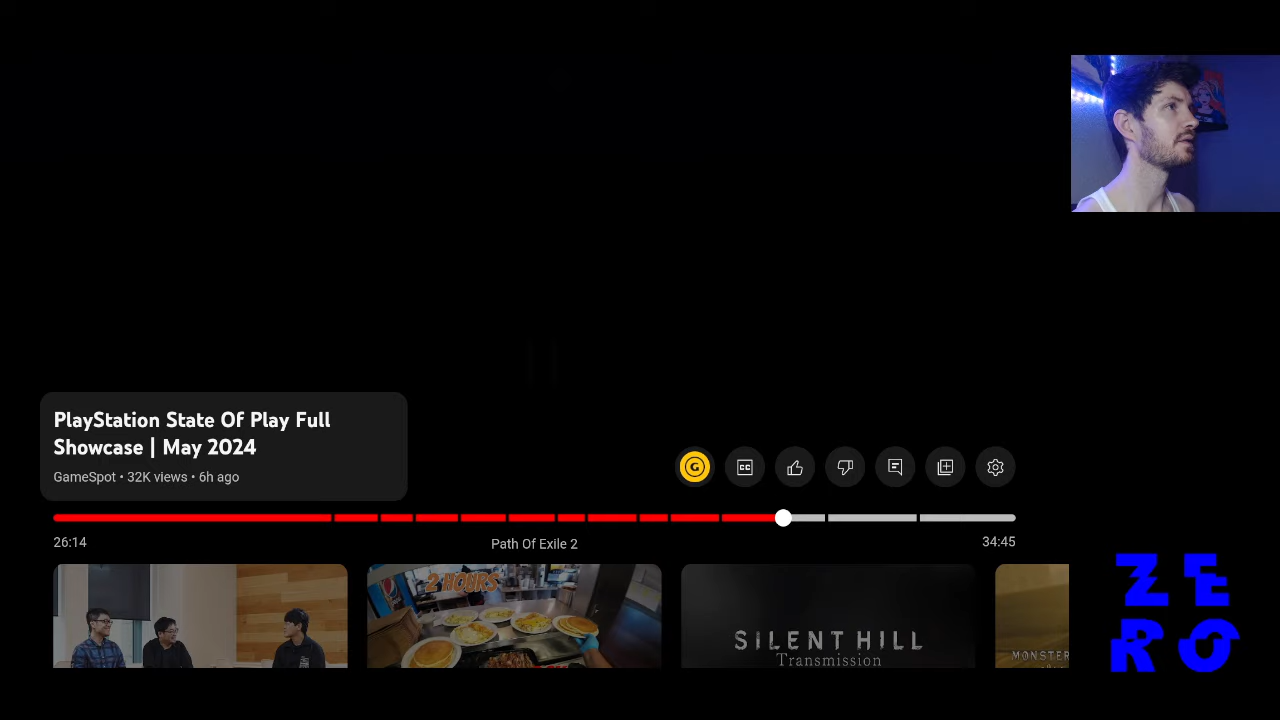 PlayStation State Of Play Full
Showcase | May 2024
GameSpot • 32K views • 6h ago
G
CC
26:14
Path Of Exile 2
34:45
2 HOURS
SILENT HILL
Transmission
MONSTER
ZE
RO